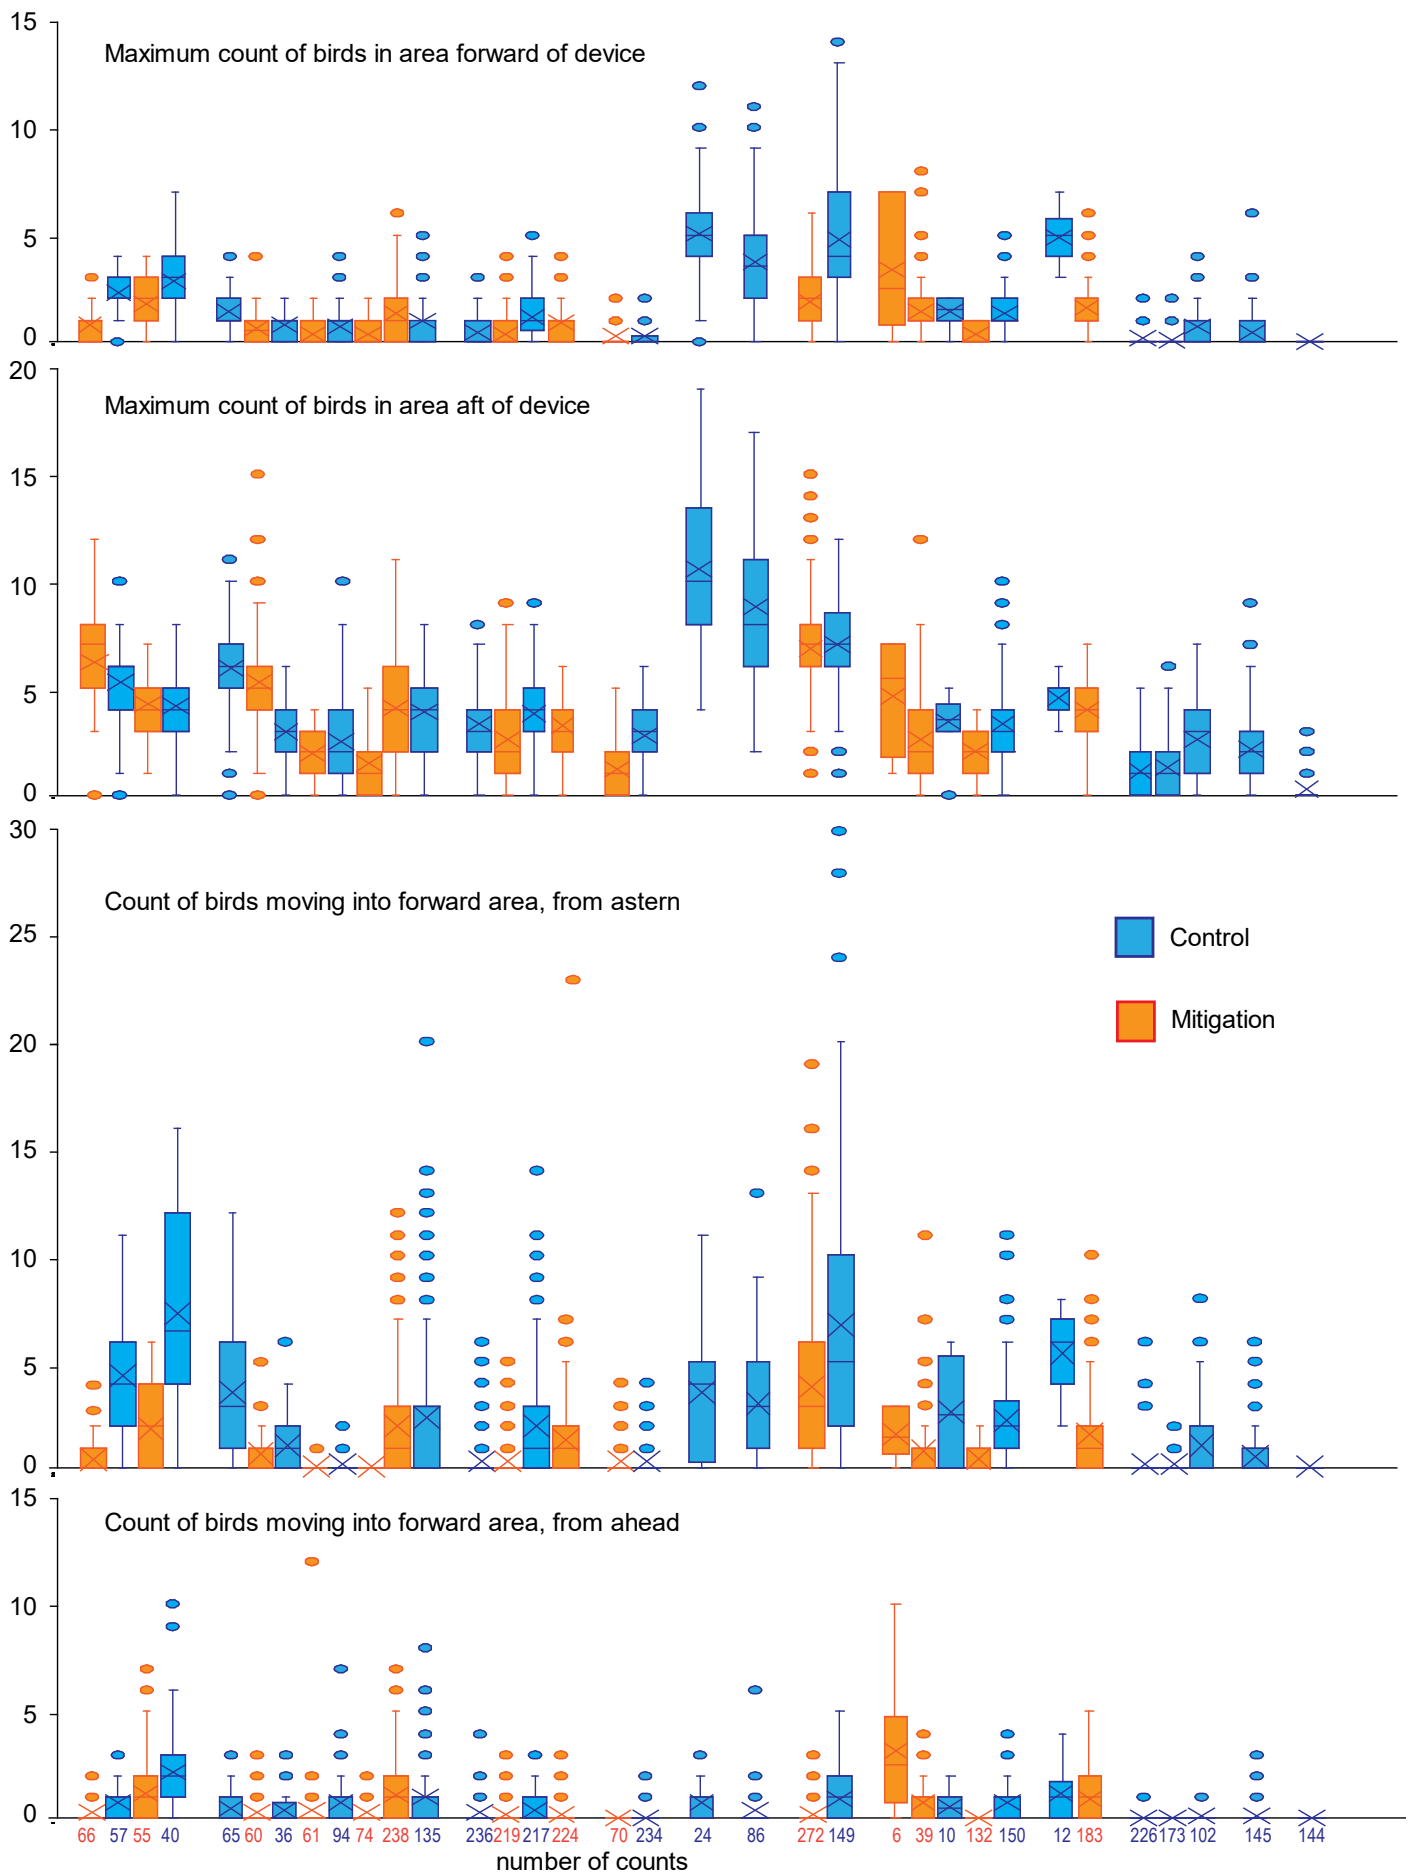 15
Maximum count of birds in area forward of device
10
5
0
20
Maximum count of birds in area aft of device
15
10
5
0
30
Count of birds moving into forward area, from astern
25
Control
Mitigation
20
15
10
5
0
15
Count of birds moving into forward area, from ahead
10
5
0
66 57 55 40 65 60 36 61 94 74 238 135 236 219 217 224 70 234 24 86 272 149 6 39 10 132 150 12 183 226 173 102 145 144
number of counts